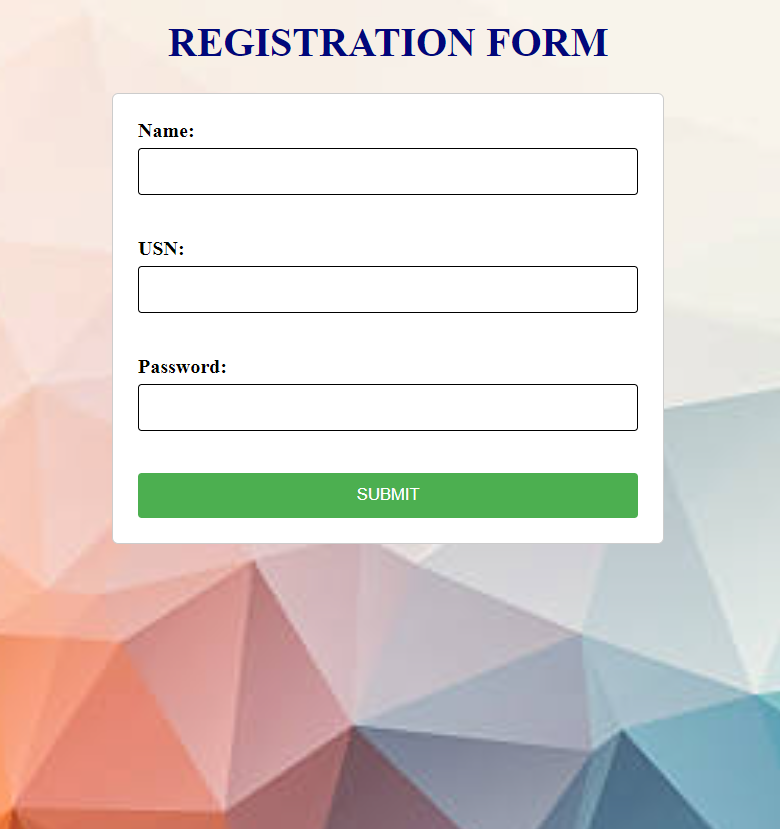 REGISTRATION FORM
Name:
USN:
Password:
SUBMIT